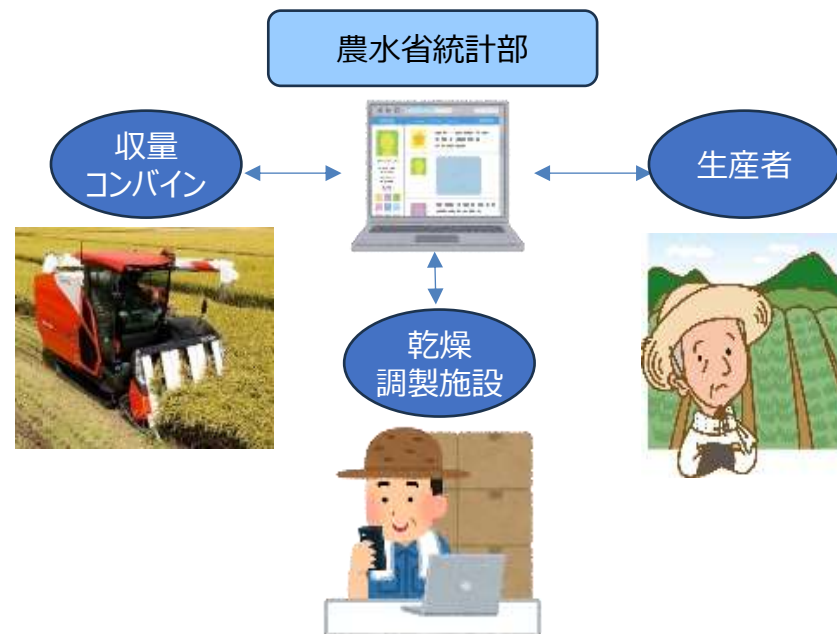 農水省統計部
収量
コンバイン
生産者
乾燥
調製施設